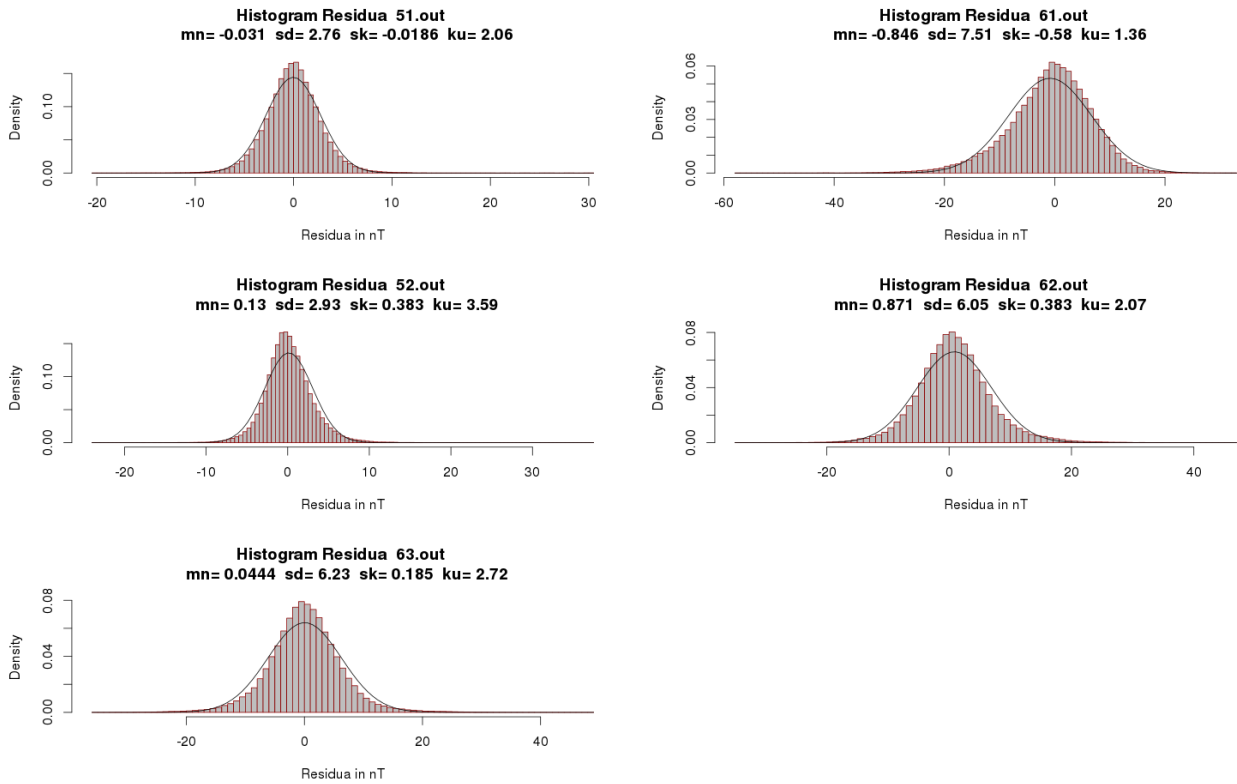 Histogram Residua 51.out
mn= -0.031 sd= 2.76 sk= -0.0186 ku= 2.06
Density
0.00 0.10
-20 -10 0 10 20 30
Residua in nT
Histogram Residua 61.out
mn= -0.846 sd= 7.51 sk= -0.58 ku= 1.36
Density
0.00 0.03 0.06
-60 -40 -20 0 20
Residua in nT
Histogram Residua 52.out
mn= 0.13 sd= 2.93 sk= 0.383 ku= 3.59
Density
0.00 0.10
-20 -10 0 10 20 30
Residua in nT
Histogram Residua 62.out
mn= 0.871 sd= 6.05 sk= 0.383 ku= 2.07
Density
0.00 0.04 0.08
-20 0 20 40
Residua in nT
Histogram Residua 63.out
mn= 0.0444 sd= 6.23 sk= 0.185 ku= 2.72
Density
0.00 0.04 0.08
-20 0 20 40
Residua in nT